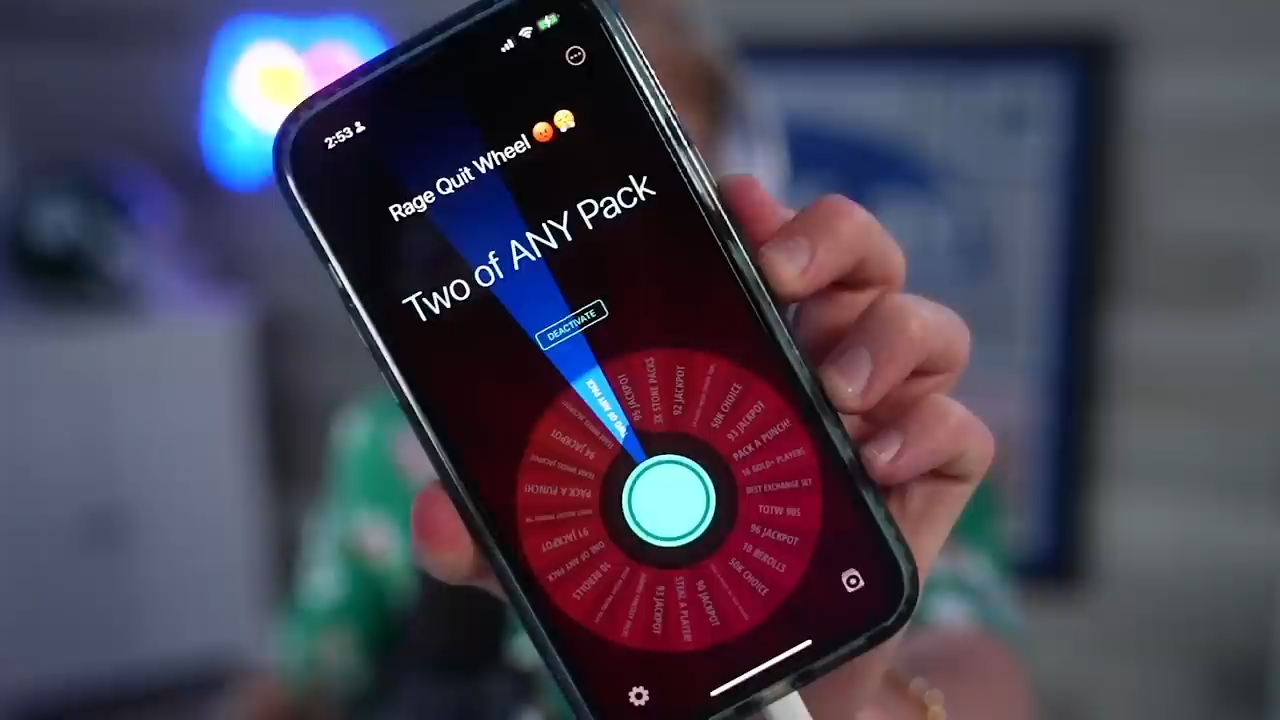 2:53
Rage Quit Wheel 😡😤
Two of ANY Pack
DEACTIVATE
TWO OF ANY PACK
95 JACKPOT
3X STORE PACKS
92 JACKPOT
50K CHOICE
93 JACKPOT
PACK A PUNCH!
16 GOLD+ PLAYERS
BEST EXCHANGE SET
TOTW 98S
96 JACKPOT
10 REROLLS
50K CHOICE
90 JACKPOT
STEAL A PLAYER!
93 JACKPOT
10 REROLLS
ONE OF ANY PACK
91 JACKPOT
PACK A PUNCH!
94 JACKPOT